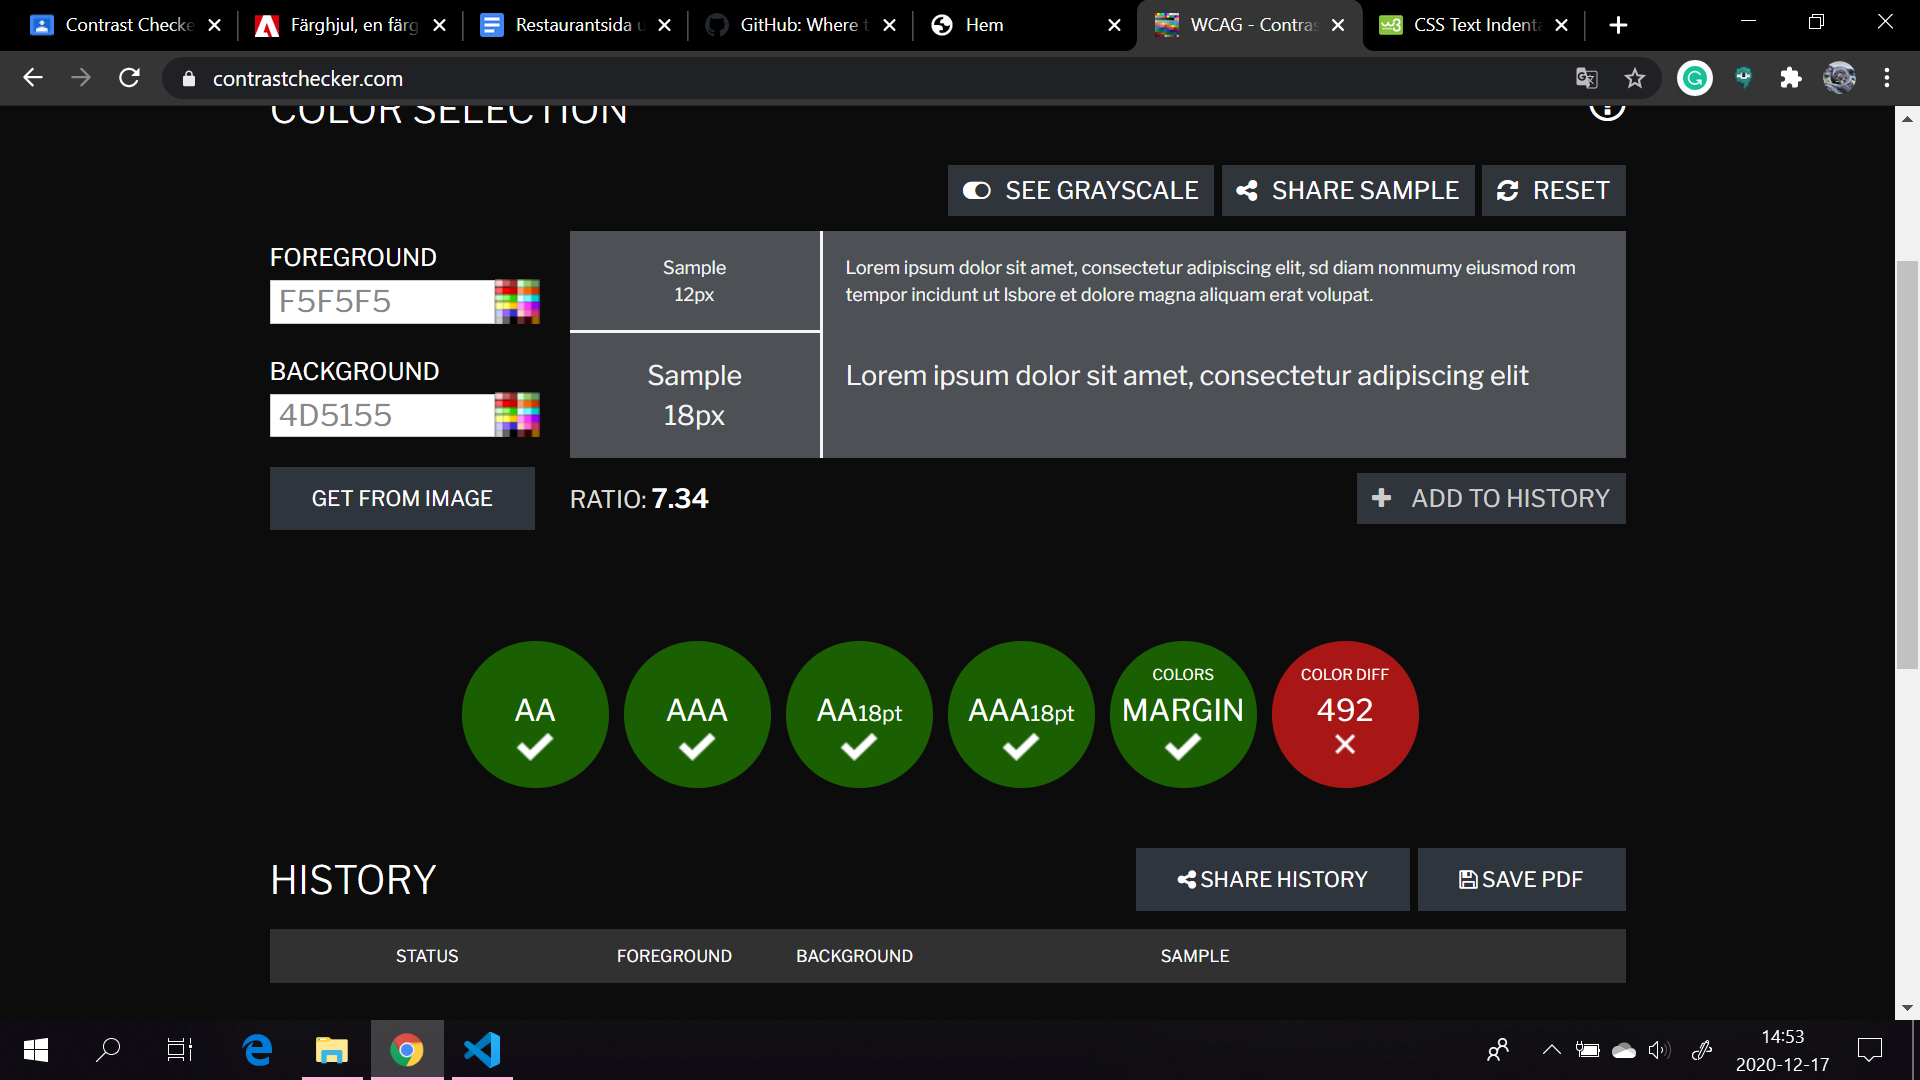 Contrast Checke
Färghjul, en färg
Restaurantsida u
GitHub: Where t
Hem
WCAG - Contras
CSS Text Indenta
contrastchecker.com
COLOR SELECTION
SEE GRAYSCALE
SHARE SAMPLE
RESET
FOREGROUND
F5F5F5
BACKGROUND
4D5155
GET FROM IMAGE
Sample
12px
Lorem ipsum dolor sit amet, consectetur adipiscing elit, sd diam nonmumy eiusmod rom
tempor incidunt ut lsbore et dolore magna aliquam erat volupat.
Sample
18px
Lorem ipsum dolor sit amet, consectetur adipiscing elit
RATIO: 7.34
ADD TO HISTORY
AA
AAA
AA18pt
AAA18pt
COLORS
MARGIN
COLOR DIFF
492
HISTORY
SHARE HISTORY
SAVE PDF
STATUS
FOREGROUND
BACKGROUND
SAMPLE
14:53
2020-12-17